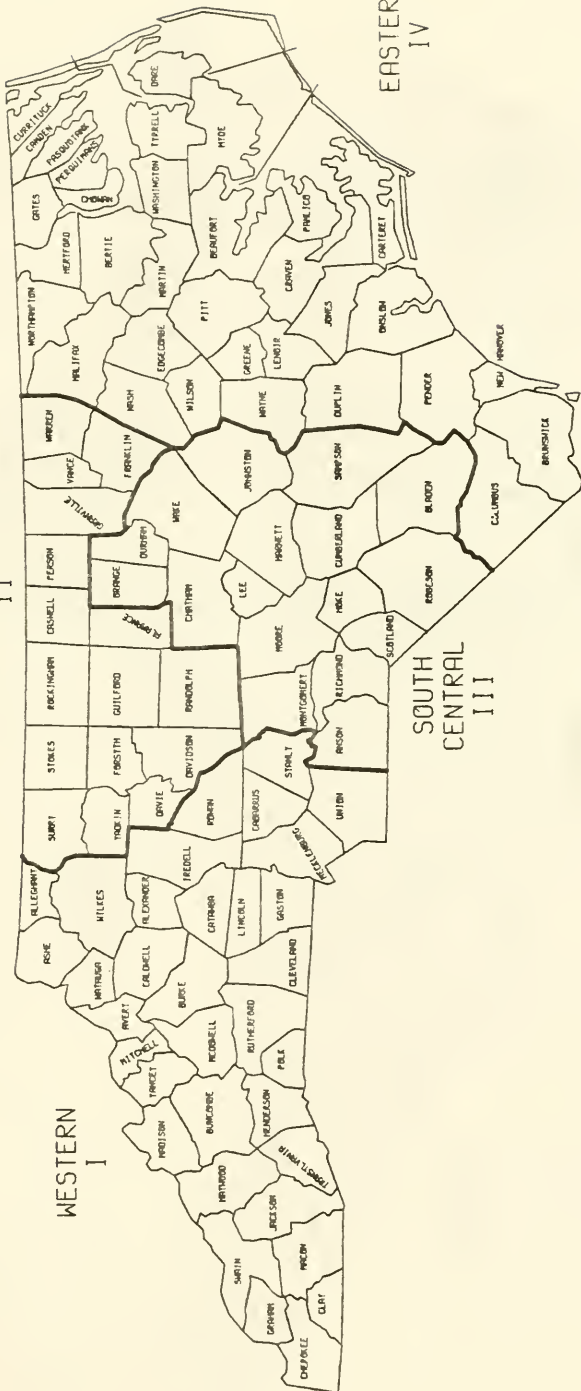 II
WESTERN
I
SOUTH
CENTRAL
III
EASTER
IV
CHEROKEE
GRAHAM
CLAY
SWAIN
MACON
JACKSON
HAYWOOD
TRANSYLVANIA
MADISON
BUNCOMBE
HENDERSON
YANCEY
MITCHELL
AVERY
MCDOWELL
RUTHERFORD
POLK
BURKE
CLEVELAND
ASHE
WATAUGA
CALDWELL
ALLEGHANY
WILKES
ALEXANDER
CATAWBA
LINCOLN
GASTON
IREDELL
MECKLENBURG
SURRY
YADKIN
DAVIE
ROWAN
CABARRUS
STANLY
UNION
STOKES
FORSYTH
DAVIDSON
ROCKINGHAM
GUILFORD
RANDOLPH
MONTGOMERY
ANSON
RICHMOND
CASWELL
ALAMANCE
CHATHAM
MOORE
HOKE
SCOTLAND
ROBESON
PERSON
ORANGE
DURHAM
LEE
HARNETT
CUMBERLAND
BLADEN
GRANVILLE
VANCE
WARREN
FRANKLIN
WAKE
JOHNSTON
SAMPSON
COLUMBUS
BRUNSWICK
NORTHAMPTON
HALIFAX
NASH
WILSON
WAYNE
DUPLIN
PENDER
NEW HANOVER
EDGECOMBE
GREENE
LENOIR
PITT
JONES
ONSLOW
GATES
HERTFORD
BERTIE
MARTIN
BEAUFORT
CRAVEN
PAMLICO
CARTERET
CURRITUCK
CAMDEN
PASQUOTANK
PERQUIMANS
CHOWAN
WASHINGTON
TYRRELL
DARE
HYDE